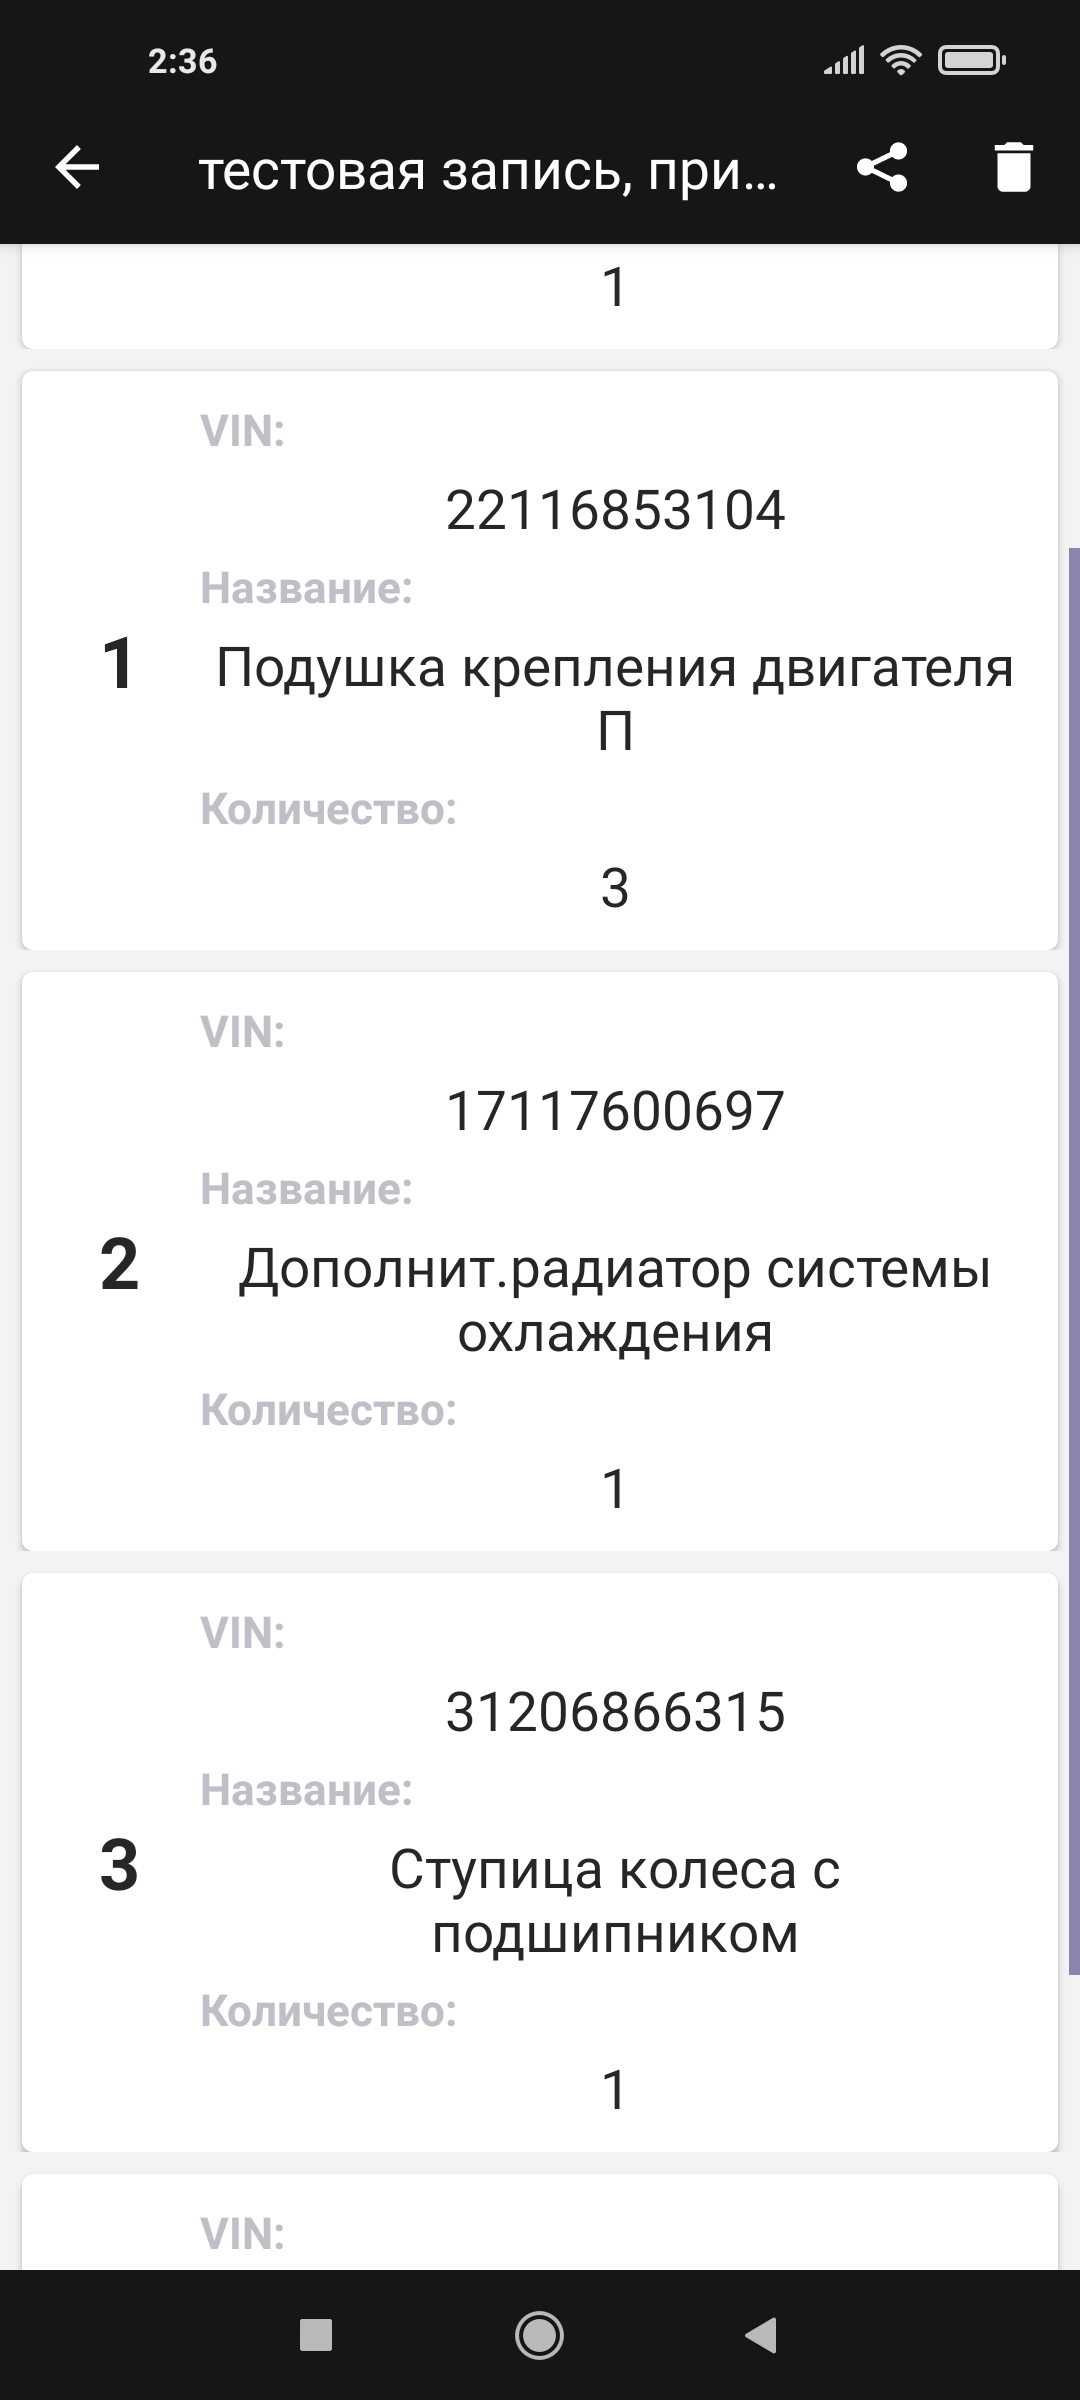 2:36
тестовая запись, при...
1
VIN:
22116853104
Название:
1
Подушка крепления двигателя
П
Количество:
3
VIN:
17117600697
Название:
2
Дополнит.радиатор системы
охлаждения
Количество:
1
VIN:
31206866315
Название:
3
Ступица колеса с
подшипником
Количество:
1
VIN: